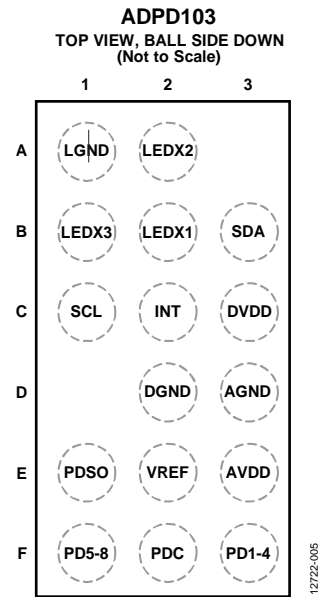 ADPD103
TOP VIEW, BALL SIDE DOWN
(Not to Scale)
1 2 3
A LGND LEDX2
B LEDX3 LEDX1 SDA
C SCL INT DVDD
D DGND AGND
E PDSO VREF AVDD
F PD5-8 PDC PD1-4
12722-005